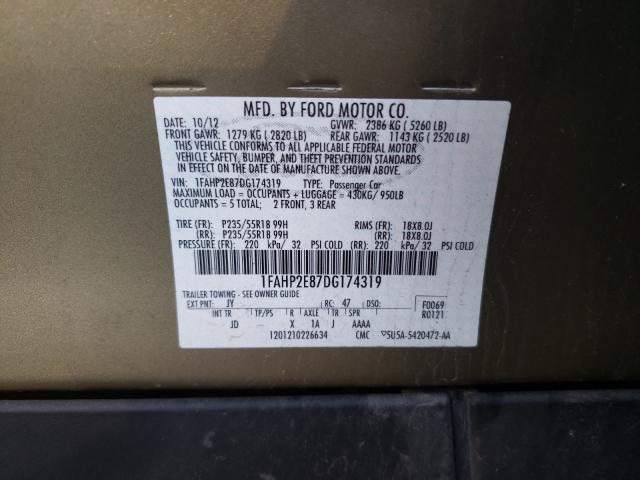 MFD. BY FORD MOTOR CO.
DATE: 10/12 GVWR: 2386 KG ( 5260 LB)
FRONT GAWR: 1279 KG ( 2820 LB) REAR GAWR: 1143 KG ( 2520 LB)
THIS VEHICLE CONFORMS TO ALL APPLICABLE FEDERAL MOTOR
VEHICLE SAFETY, BUMPER, AND THEFT PREVENTION STANDARDS
IN EFFECT ON THE DATE OF MANUFACTURE SHOWN ABOVE.
VIN: 1FAHP2E87DG174319 TYPE: Passenger Car
MAXIMUM LOAD = OCCUPANTS + LUGGAGE = 430KG/ 950LB
OCCUPANTS = 5 TOTAL; 2 FRONT, 3 REAR
TIRE (FR): P235/55R18 99H RIMS (FR): 18X8.0J
(RR): P235/55R18 99H (RR): 18X8.0J
PRESSURE (FR): 220 kPa/ 32 PSI COLD (RR): 220 kPa/ 32 PSI COLD
1FAHP2E87DG174319
TRAILER TOWING - SEE OWNER GUIDE
EXT PNT: JY RC: 47 DSO: F0069
INT TR TP/PS R AXLE TR SPR R0121
JD X 1A J AAAA
1201210226634 CMC 5U5A-5420472-AA